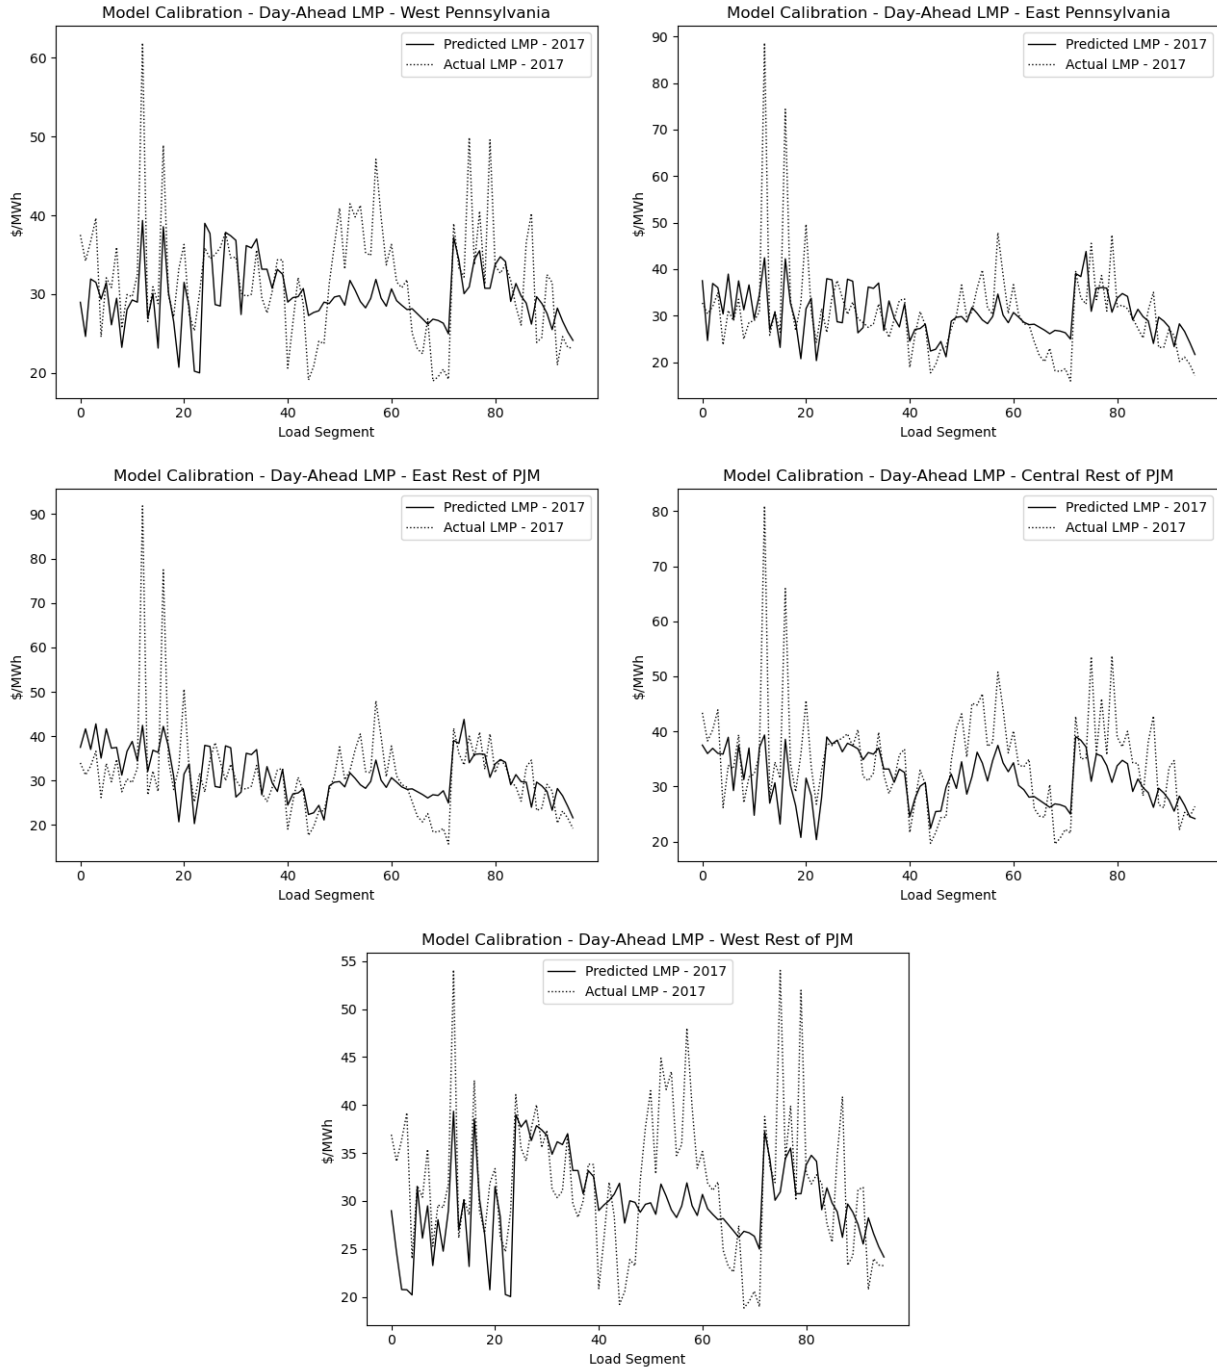 Model Calibration - Day-Ahead LMP - West Pennsylvania
Predicted LMP - 2017
Actual LMP - 2017
60
50
40
30
20
$/MWh
0 20 40 60 80
Load Segment
Model Calibration - Day-Ahead LMP - East Pennsylvania
Predicted LMP - 2017
Actual LMP - 2017
90
80
70
60
50
40
30
20
$/MWh
0 20 40 60 80
Load Segment
Model Calibration - Day-Ahead LMP - East Rest of PJM
Predicted LMP - 2017
Actual LMP - 2017
90
80
70
60
50
40
30
20
$/MWh
0 20 40 60 80
Load Segment
Model Calibration - Day-Ahead LMP - Central Rest of PJM
Predicted LMP - 2017
Actual LMP - 2017
80
70
60
50
40
30
20
$/MWh
0 20 40 60 80
Load Segment
Model Calibration - Day-Ahead LMP - West Rest of PJM
Predicted LMP - 2017
Actual LMP - 2017
55
50
45
40
35
30
25
20
$/MWh
0 20 40 60 80
Load Segment